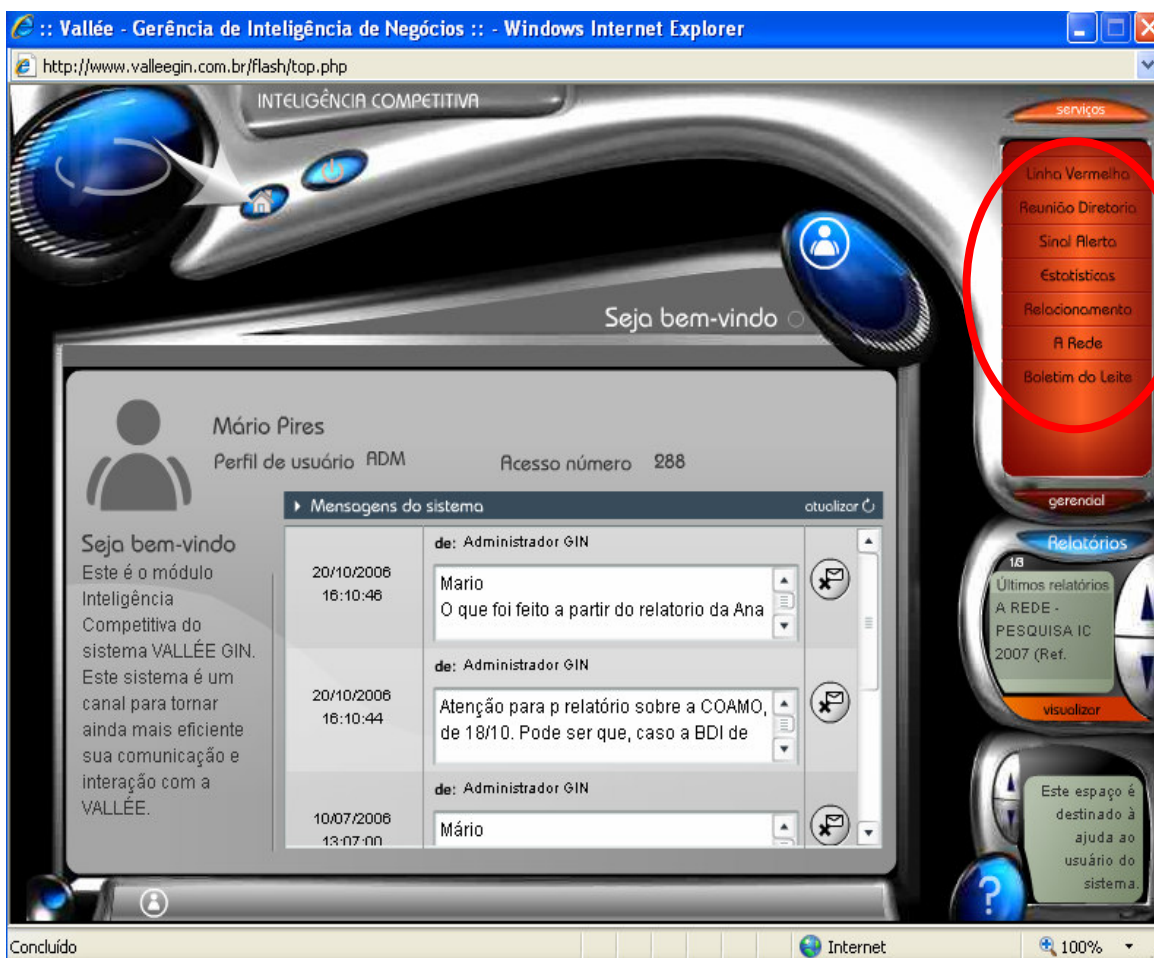 :: Vallée - Gerência de Inteligência de Negócios :: - Windows Internet Explorer
http://www.valleegin.com.br/flash/top.php
INTELIGÊNCIA COMPETITIVA
serviços
Linha Vermelha
Reunião Diretoria
Sinal Alerta
Estatísticas
Relacionamento
A Rede
Boletim do Leite
gerencial
Seja bem-vindo
Mário Pires
Perfil de usuário ADM
Acesso número 288
Mensagens do sistema
atualizar
Seja bem-vindo
Este é o módulo
Inteligência
Competitiva do
sistema VALLÉE GIN.
Este sistema é um
canal para tornar
ainda mais eficiente
sua comunicação e
interação com a
VALLÉE.
de: Administrador GIN
20/10/2006
16:10:46
Mario
O que foi feito a partir do relatorio da Ana
de: Administrador GIN
20/10/2006
16:10:44
Atenção para p relatório sobre a COAMO,
de 18/10. Pode ser que, caso a BDI de
de: Administrador GIN
10/07/2006
13:07:00
Mário
Relatórios
1/3
Últimos relatórios
A REDE -
PESQUISA IC
2007 (Ref.
visualizar
Este espaço é
destinado à
ajuda ao
usuário do
sistema.
?
Concluído
Internet
100%